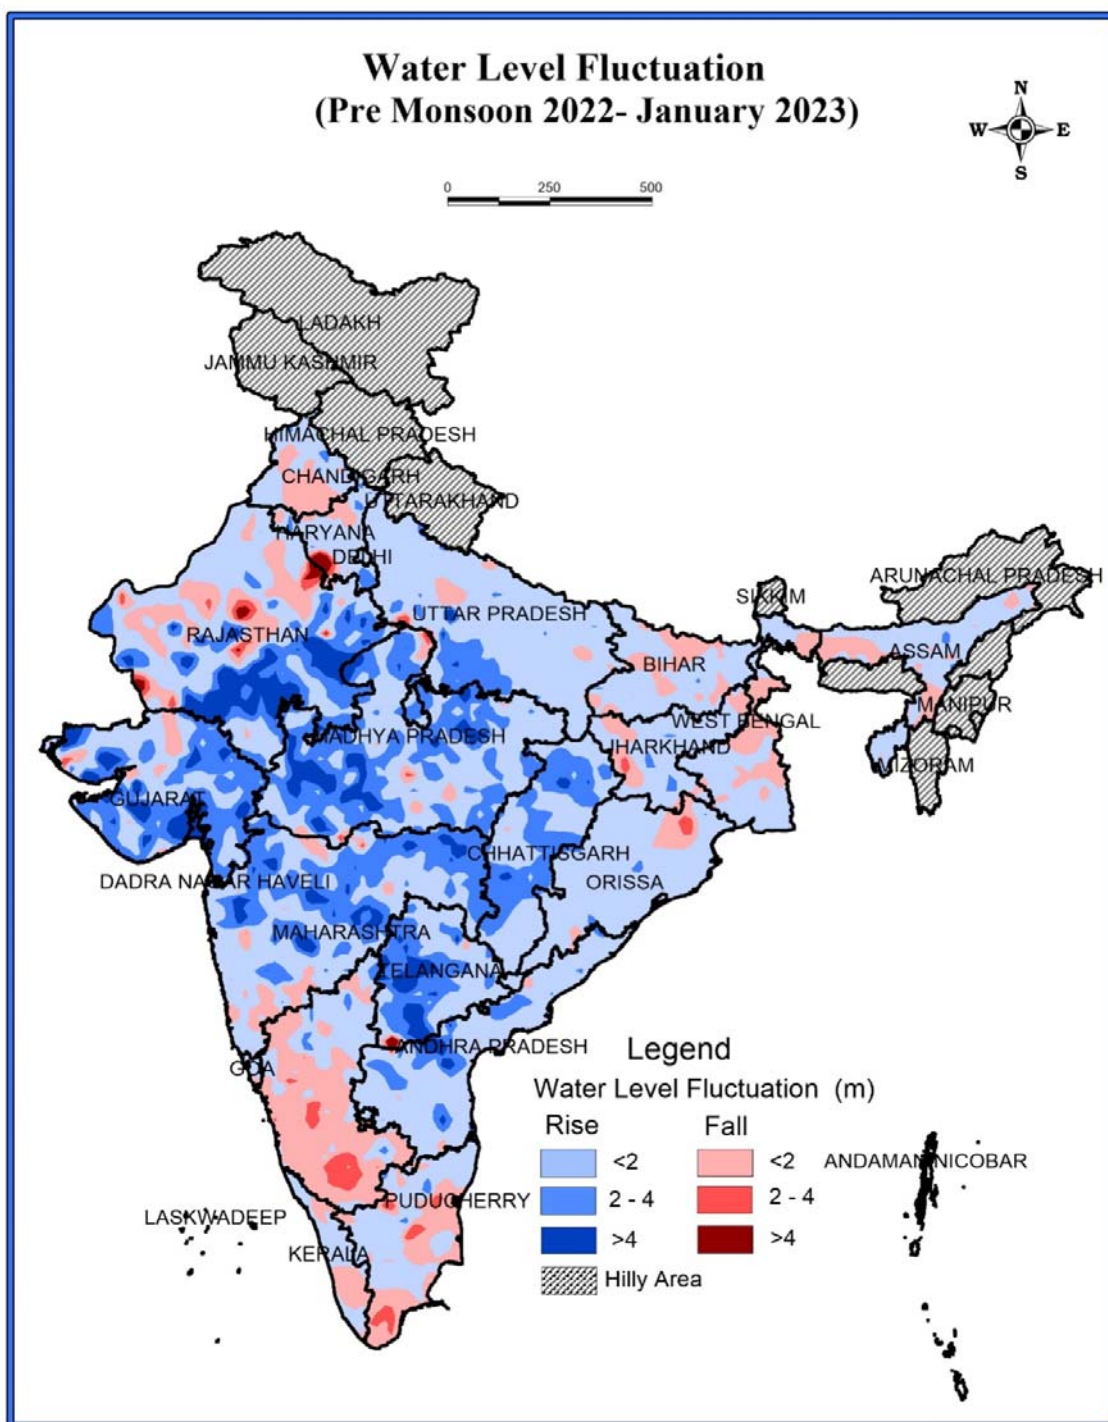 Water Level Fluctuation
(Pre Monsoon 2022- January 2023)
N
W E
S
0 250 500
LADAKH
JAMMU KASHMIR
HIMACHAL PRADESH
CHANDIGARH
UTTARAKHAND
HARYANA
DELHI
ARUNACHAL PRADESH
SIKKIM
UTTAR PRADESH
RAJASTHAN
ASSAM
BIHAR
MANIPUR
WEST BENGAL
MADHYA PRADESH
JHARKHAND
MIZORAM
GUJARAT
CHHATTISGARH
DADRA NAGAR HAVELI
ORISSA
MAHARASHTRA
TELANGANA
ANDHRA PRADESH
GOA
Legend
Water Level Fluctuation (m)
Rise Fall
<2 <2
2 - 4 2 - 4
>4 >4
Hilly Area
ANDAMAN NICOBAR
PUDUCHERRY
LASKWADEEP
KERALA